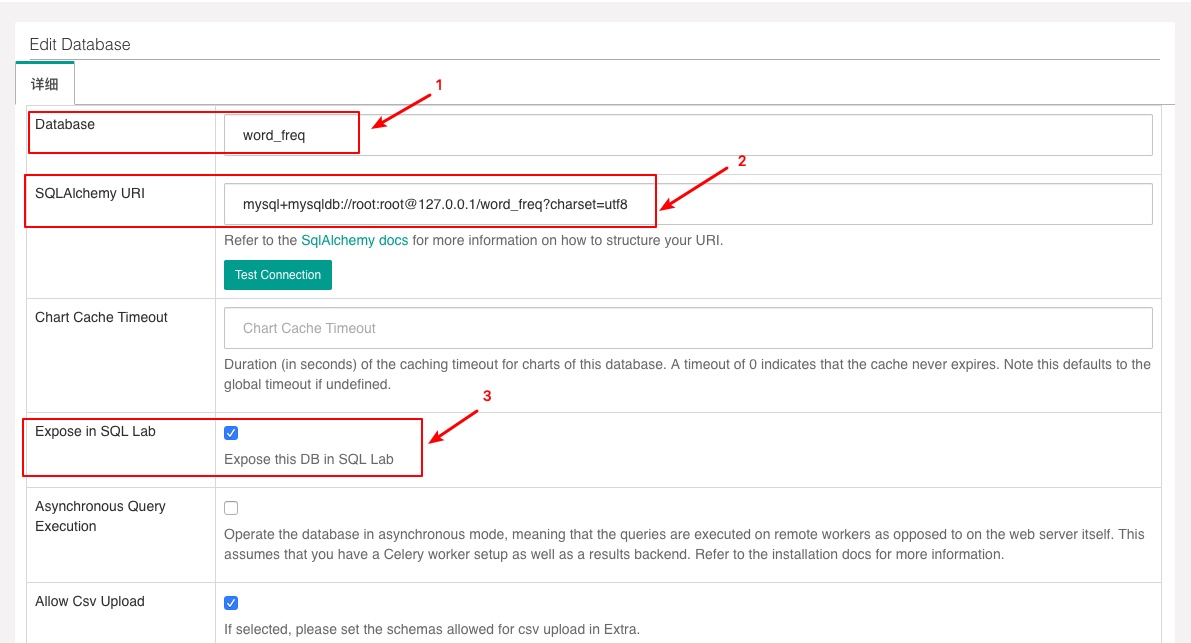 Edit Database
详细
1
Database
word_freq
2
SQLAlchemy URI
mysql+mysqldb://root:root@127.0.0.1/word_freq?charset=utf8
Refer to the SqlAlchemy docs for more information on how to structure your URI.
Test Connection
Chart Cache Timeout
Chart Cache Timeout
Duration (in seconds) of the caching timeout for charts of this database. A timeout of 0 indicates that the cache never expires. Note this defaults to the
global timeout if undefined.
3
Expose in SQL Lab
Expose this DB in SQL Lab
Asynchronous Query
Execution
Operate the database in asynchronous mode, meaning that the queries are executed on remote workers as opposed to on the web server itself. This
assumes that you have a Celery worker setup as well as a results backend. Refer to the installation docs for more information.
Allow Csv Upload
If selected, please set the schemas allowed for csv upload in Extra.